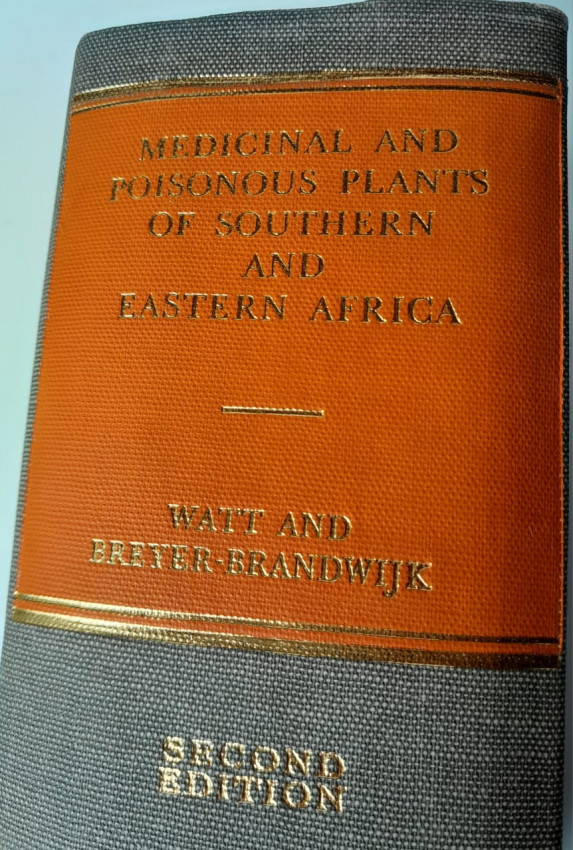 MEDICINAL AND
POISONOUS PLANTS
OF SOUTHERN
AND
EASTERN AFRICA
WATT AND
BREYER-BRANDWIJK
SECOND
EDITION